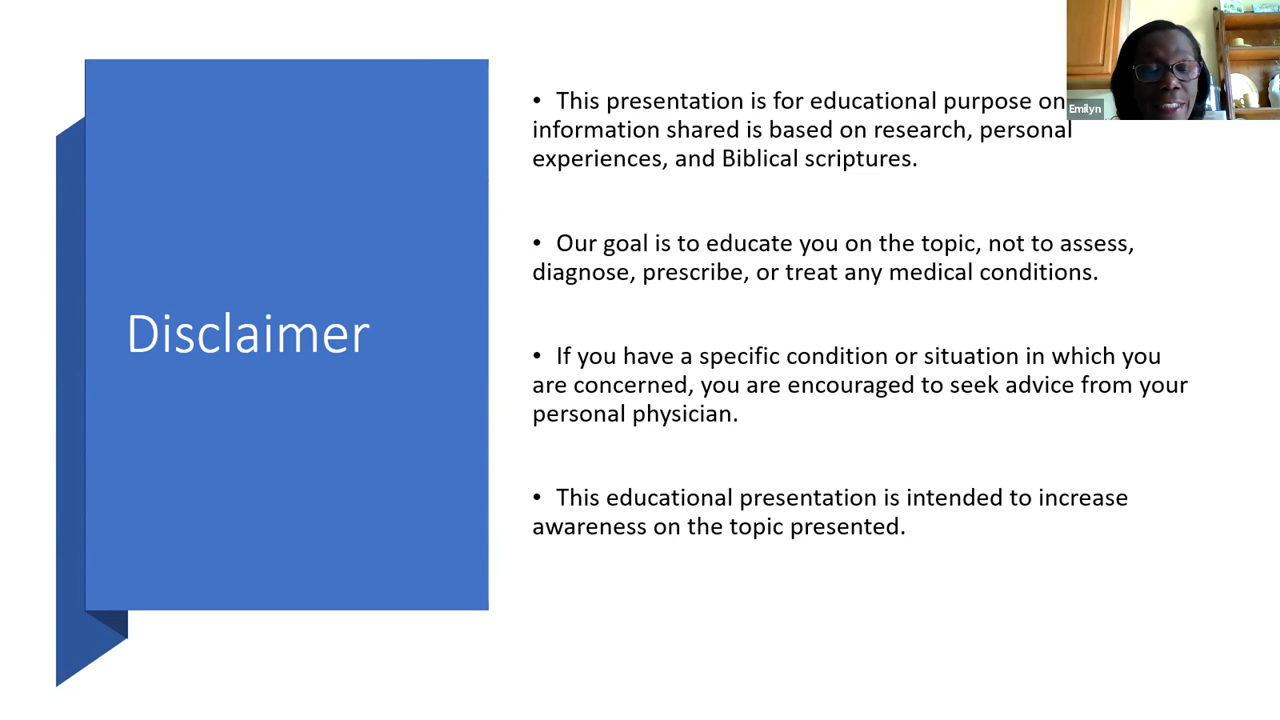 Disclaimer
• This presentation is for educational purpose on
information shared is based on research, personal
experiences, and Biblical scriptures.
• Our goal is to educate you on the topic, not to assess,
diagnose, prescribe, or treat any medical conditions.
• If you have a specific condition or situation in which you
are concerned, you are encouraged to seek advice from your
personal physician.
• This educational presentation is intended to increase
awareness on the topic presented.
Emilyn